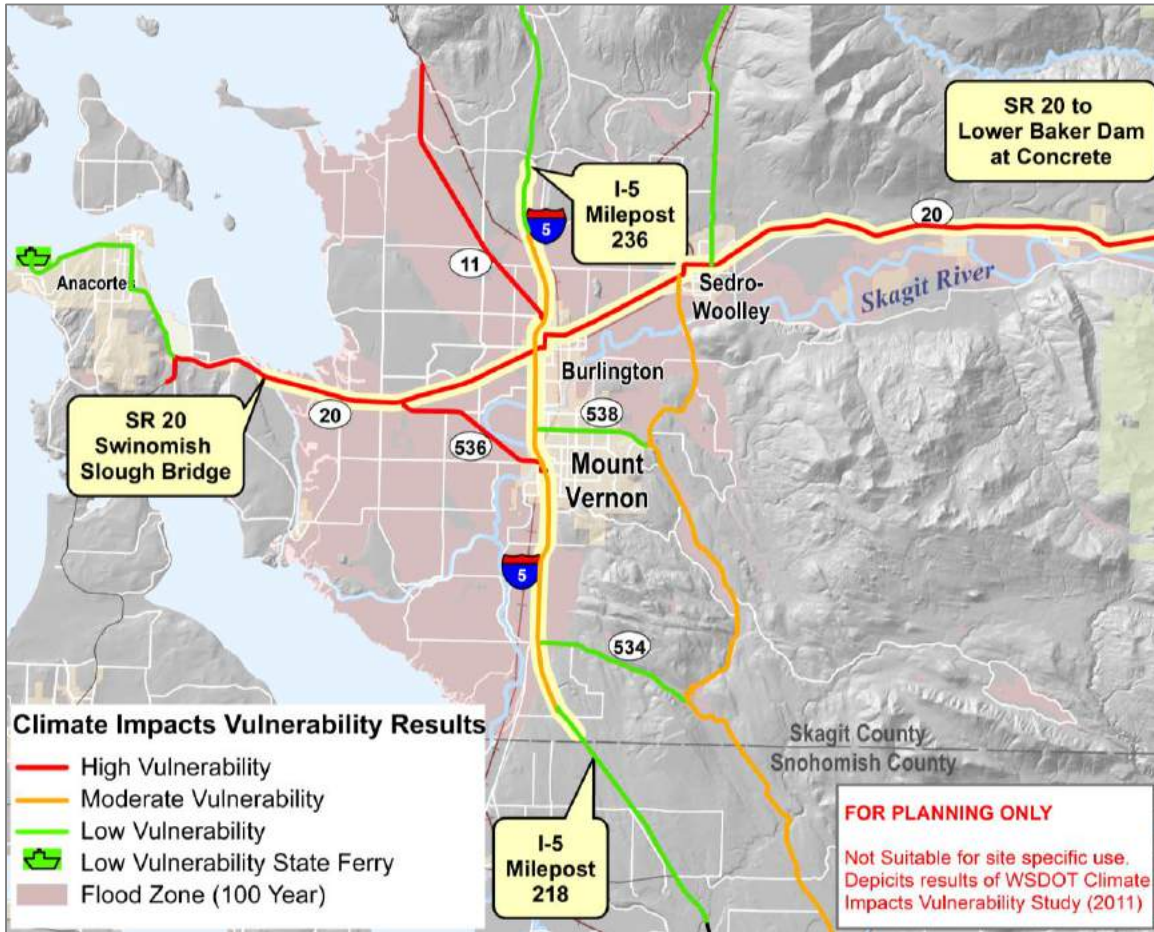 SR 20 to
Lower Baker Dam
at Concrete
I-5
Milepost
236
5
20
11
Anacortes
Sedro-
Woolley
Skagit River
Burlington
SR 20
Swinomish
Slough Bridge
20
538
536
Mount
Vernon
5
534
Skagit County
Snohomish County
Climate Impacts Vulnerability Results
High Vulnerability
Moderate Vulnerability
Low Vulnerability
Low Vulnerability State Ferry
Flood Zone (100 Year)
I-5
Milepost
218
FOR PLANNING ONLY
Not Suitable for site specific use.
Depicits results of WSDOT Climate
Impacts Vulnerability Study (2011)